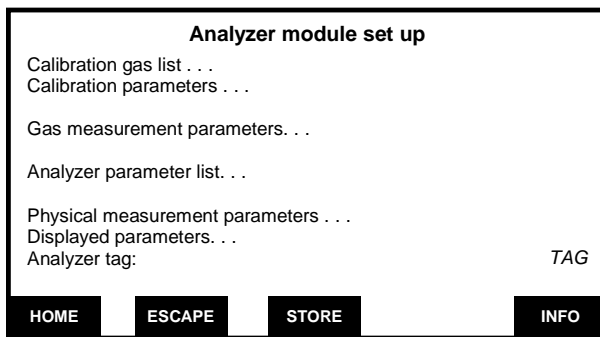 Analyzer module set up
Calibration gas list . . .
Calibration parameters . . .
Gas measurement parameters. . .
Analyzer parameter list. . .
Physical measurement parameters . . .
Displayed parameters. . .
Analyzer tag: TAG
HOME ESCAPE STORE INFO